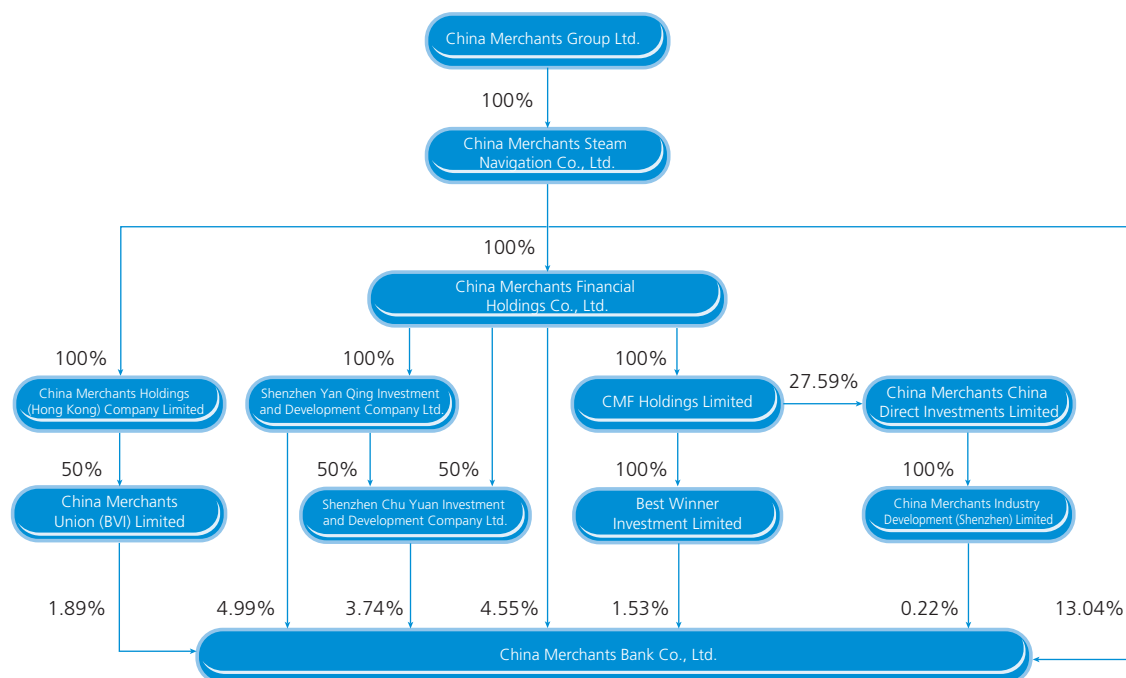 China Merchants Group Ltd.
100%
China Merchants Steam
Navigation Co., Ltd.
100%
China Merchants Financial
Holdings Co., Ltd.
100%
100%
100%
27.59%
China Merchants Holdings
(Hong Kong) Company Limited
Shenzhen Yan Qing Investment
and Development Company Ltd.
CMF Holdings Limited
China Merchants China
Direct Investments Limited
50%
50%
50%
100%
100%
China Merchants
Union (BVI) Limited
Shenzhen Chu Yuan Investment
and Development Company Ltd.
Best Winner
Investment Limited
China Merchants Industry
Development (Shenzhen) Limited
1.89%
4.99%
3.74%
4.55%
1.53%
0.22%
13.04%
China Merchants Bank Co., Ltd.